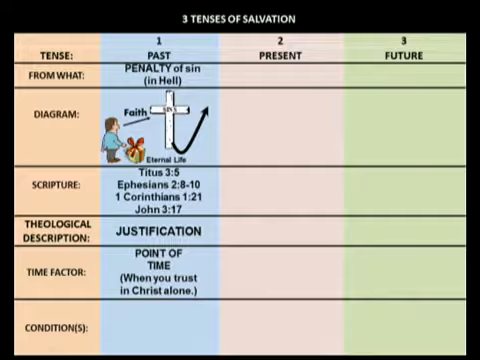 3 TENSES OF SALVATION
1
2
3
TENSE:
PAST
PRESENT
FUTURE
FROM WHAT:
PENALTY of sin
(in Hell)
DIAGRAM:
Faith
SINS
Eternal Life
SCRIPTURE:
Titus 3:5
Ephesians 2:8-10
1 Corinthians 1:21
John 3:17
THEOLOGICAL
DESCRIPTION:
JUSTIFICATION
TIME FACTOR:
POINT OF
TIME
(When you trust
in Christ alone.)
CONDITION(S):